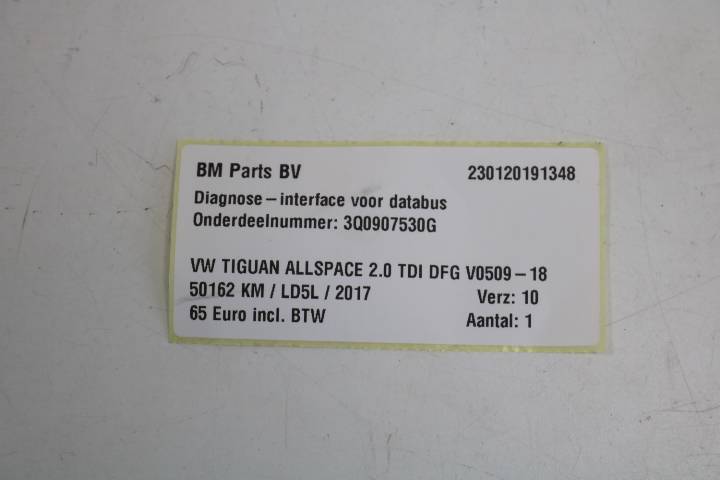 BM Parts BV 230120191348
Diagnose-interface voor databus
Onderdeelnummer: 3Q0907530G
VW TIGUAN ALLSPACE 2.0 TDI DFG V0509-18
50162 KM / LD5L / 2017 Verz: 10
65 Euro incl. BTW Aantal: 1